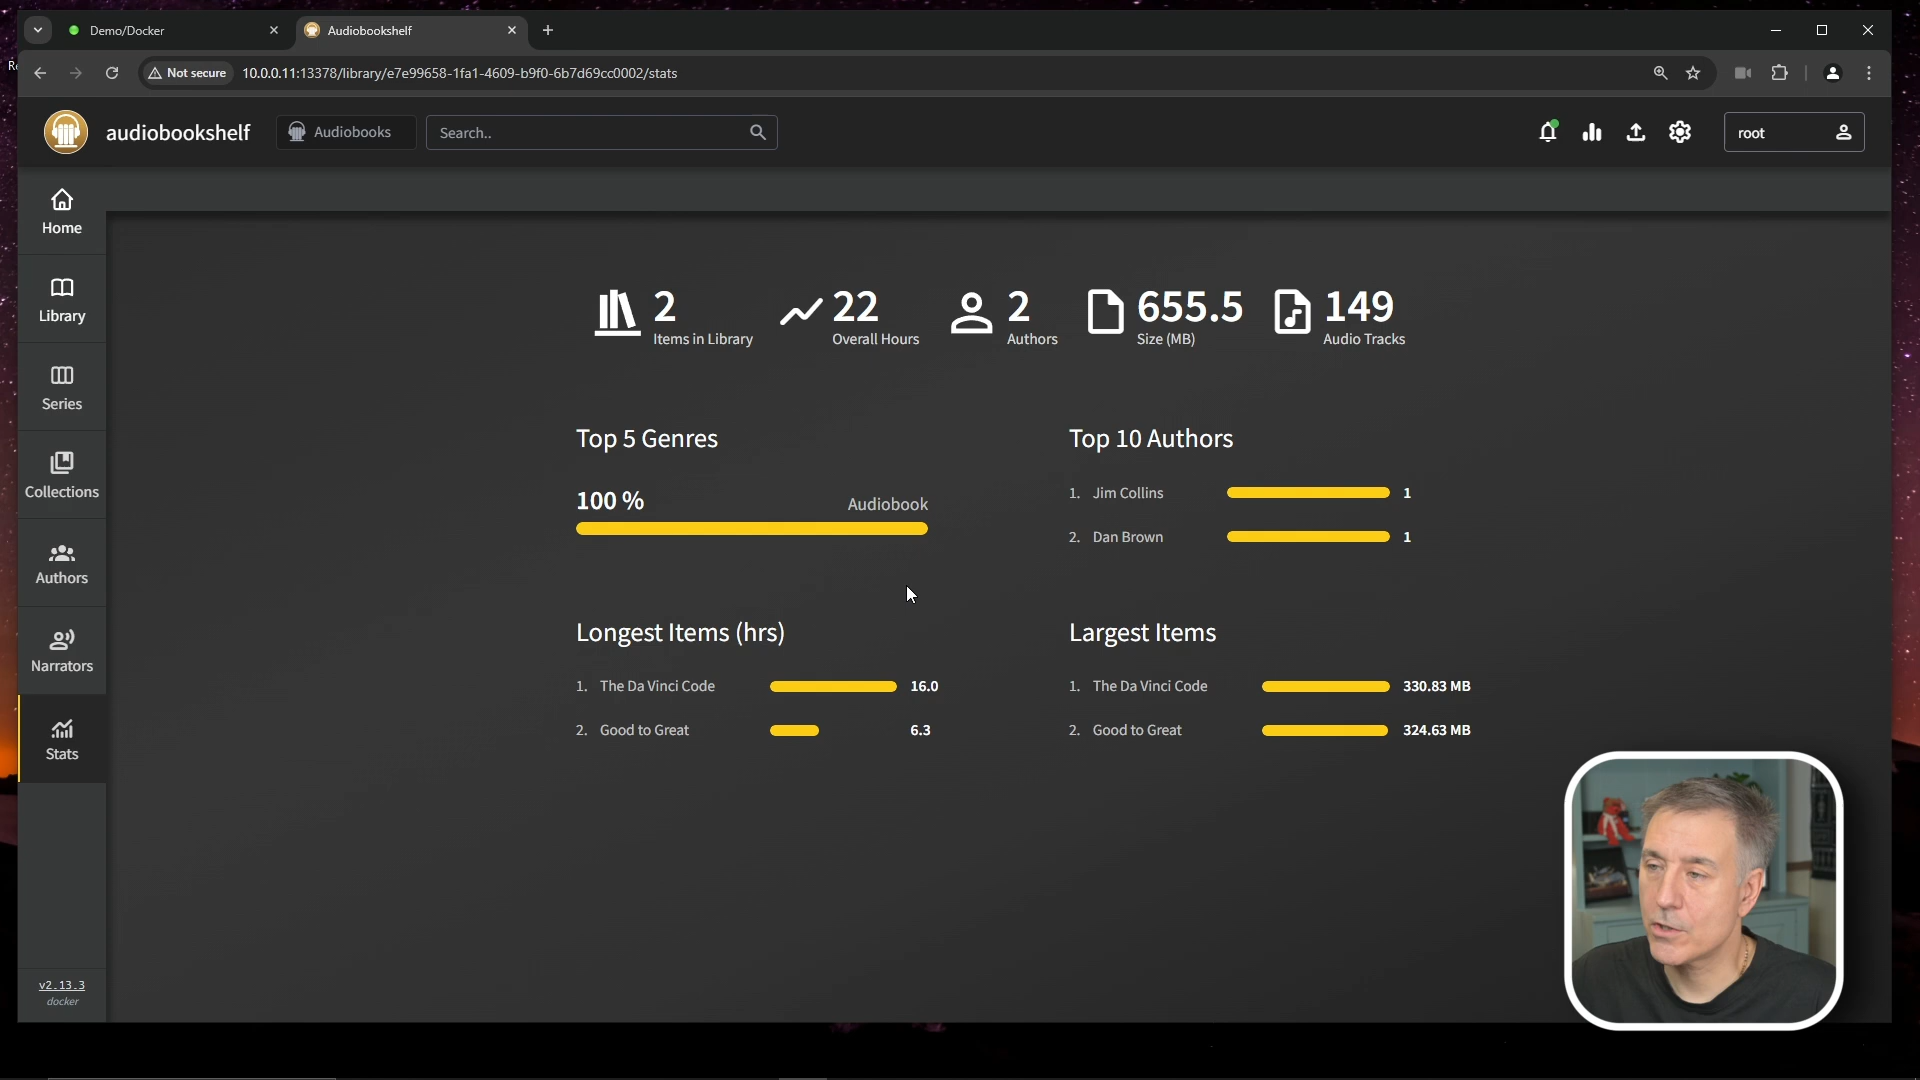 Demo/Docker
Audiobookshelf
Not secure
10.0.0.11:13378/library/e7e99658-1fa1-4609-b9f0-6b7d69cc0002/stats
audiobookshelf
Audiobooks
Search..
root
Home
Library
Series
Collections
Authors
Narrators
Stats
v2.13.3
docker
2
Items in Library
22
Overall Hours
2
Authors
655.5
Size (MB)
149
Audio Tracks
Top 5 Genres
100 %
Audiobook
Top 10 Authors
1. Jim Collins 1
2. Dan Brown 1
Longest Items (hrs)
1. The Da Vinci Code 16.0
2. Good to Great 6.3
Largest Items
1. The Da Vinci Code 330.83 MB
2. Good to Great 324.63 MB